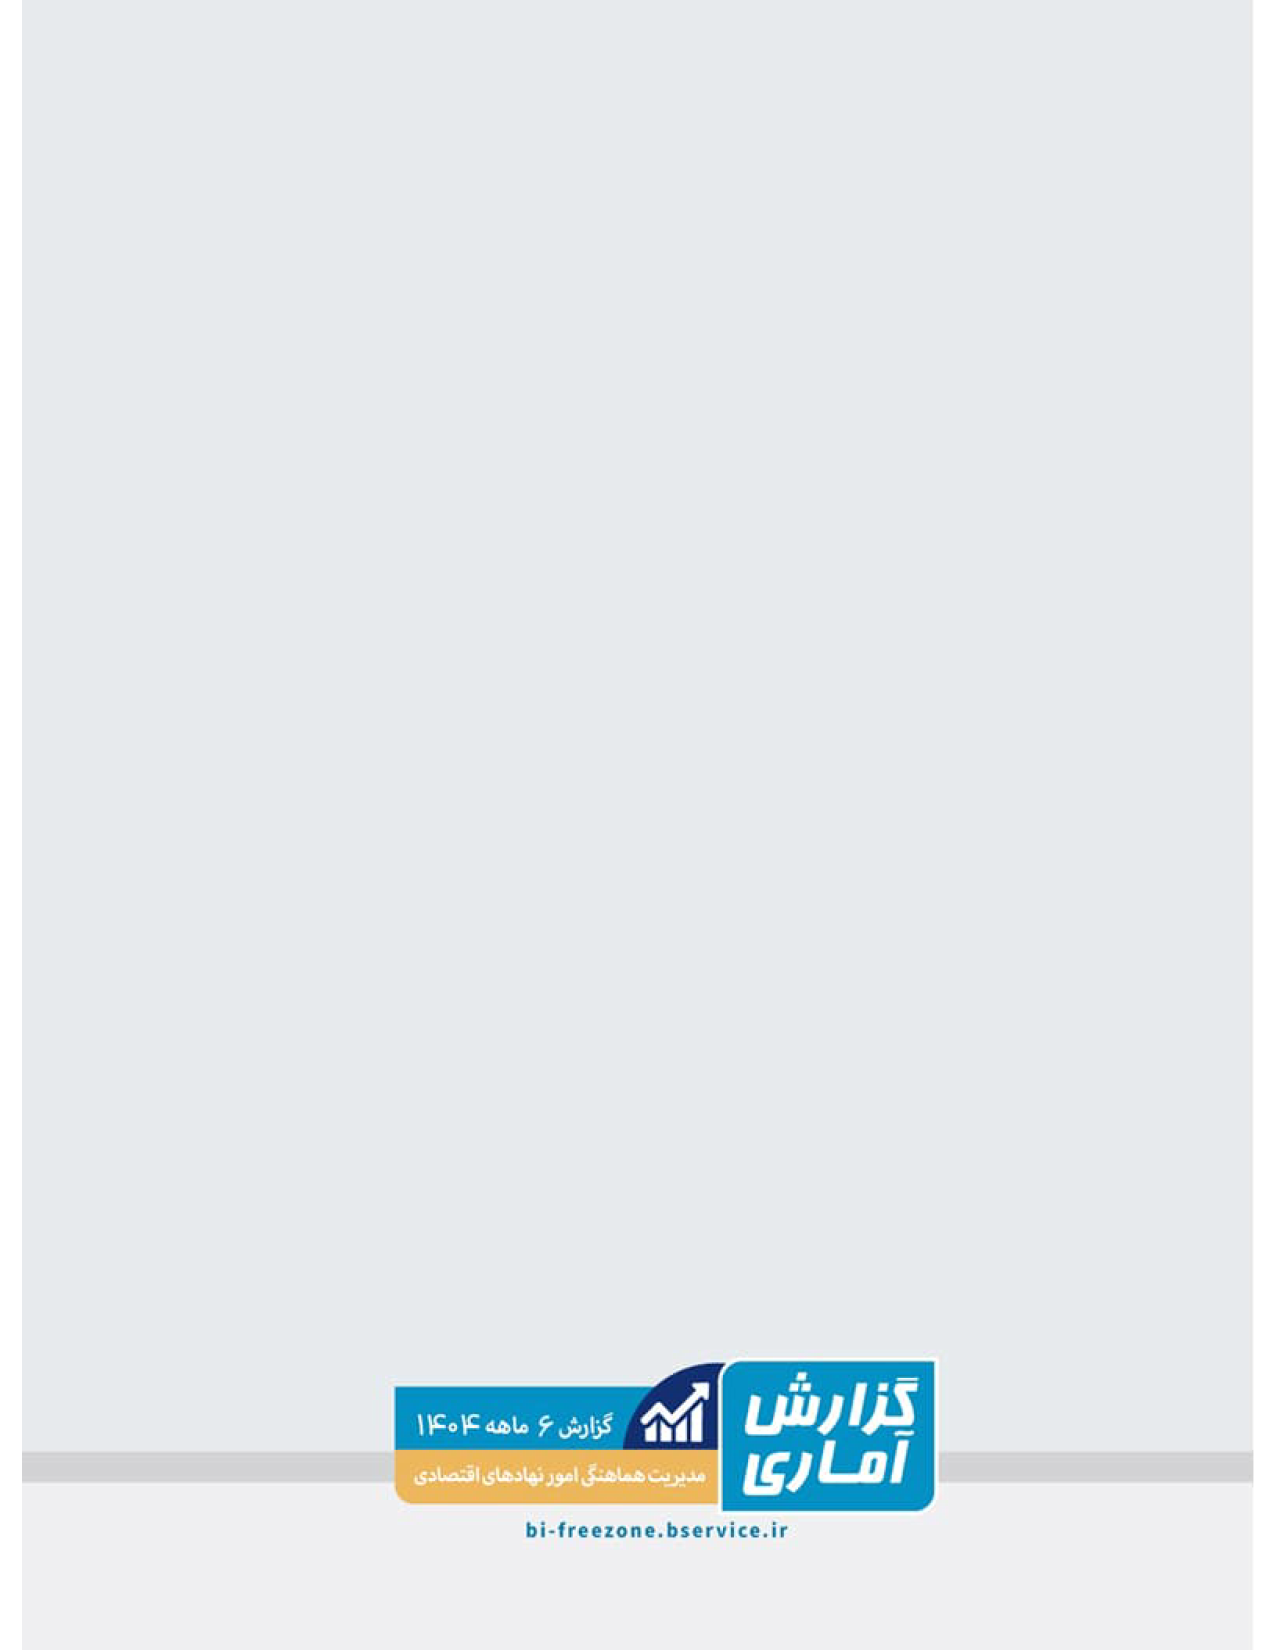 گزارش
آماری
گزارش ۶ ماهه ۱۴۰۴
مدیریت هماهنگی امور نهادهای اقتصادی
bi-freezone.bservice.ir